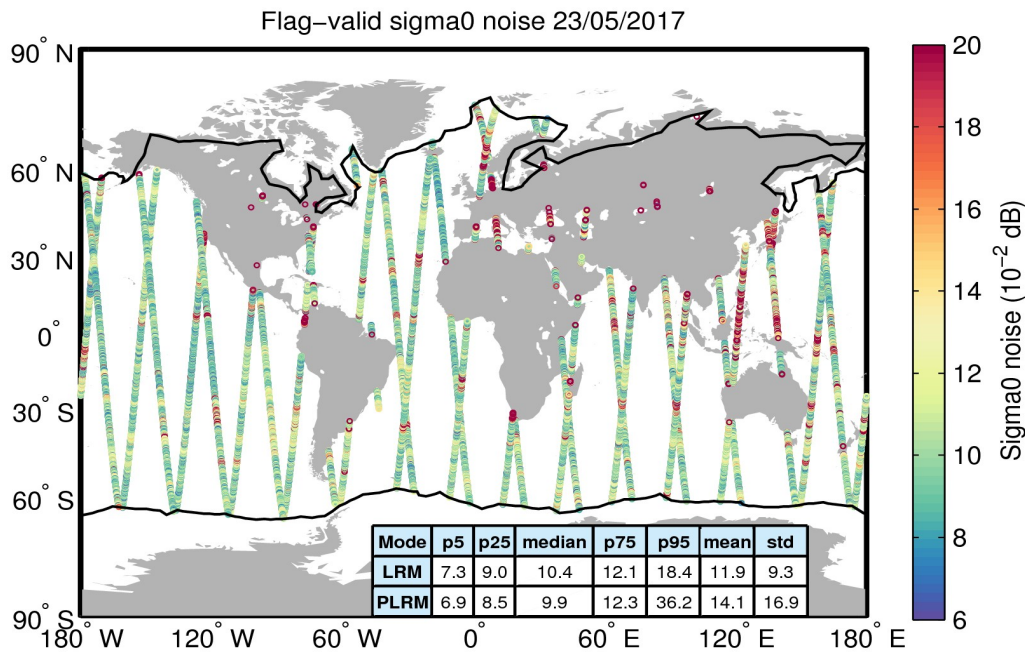 Flag−valid sigma0 noise 23/05/2017
90° N
60° N
30° N
0°
30° S
60° S
90° S
180° W
120° W
60° W
0°
60° E
120° E
180° E
Mode p5 p25 median p75 p95 mean std
LRM 7.3 9.0 10.4 12.1 18.4 11.9 9.3
PLRM 6.9 8.5 9.9 12.3 36.2 14.1 16.9
20
18
16
14
12
10
8
6
Sigma0 noise (10⁻² dB)